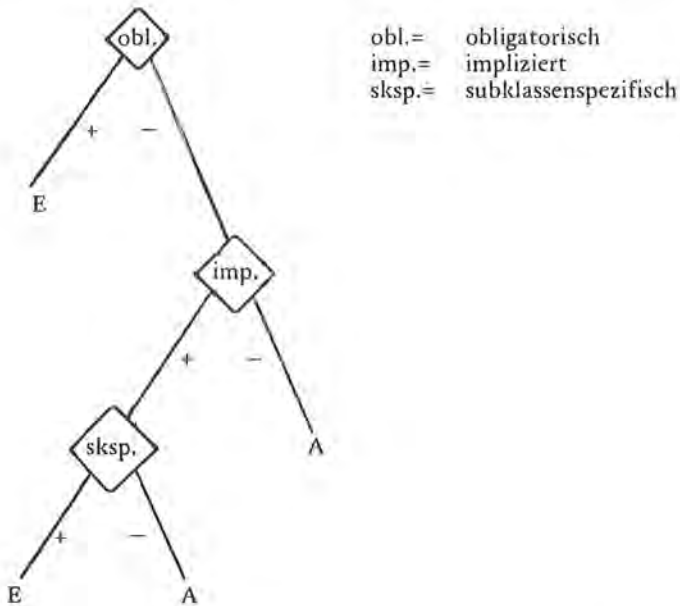 obl.
obl.= obligatorisch
imp.= impliziert
sksp.= subklassenspezifisch
+ −
E
imp.
+ −
sksp.
A
+ −
E A